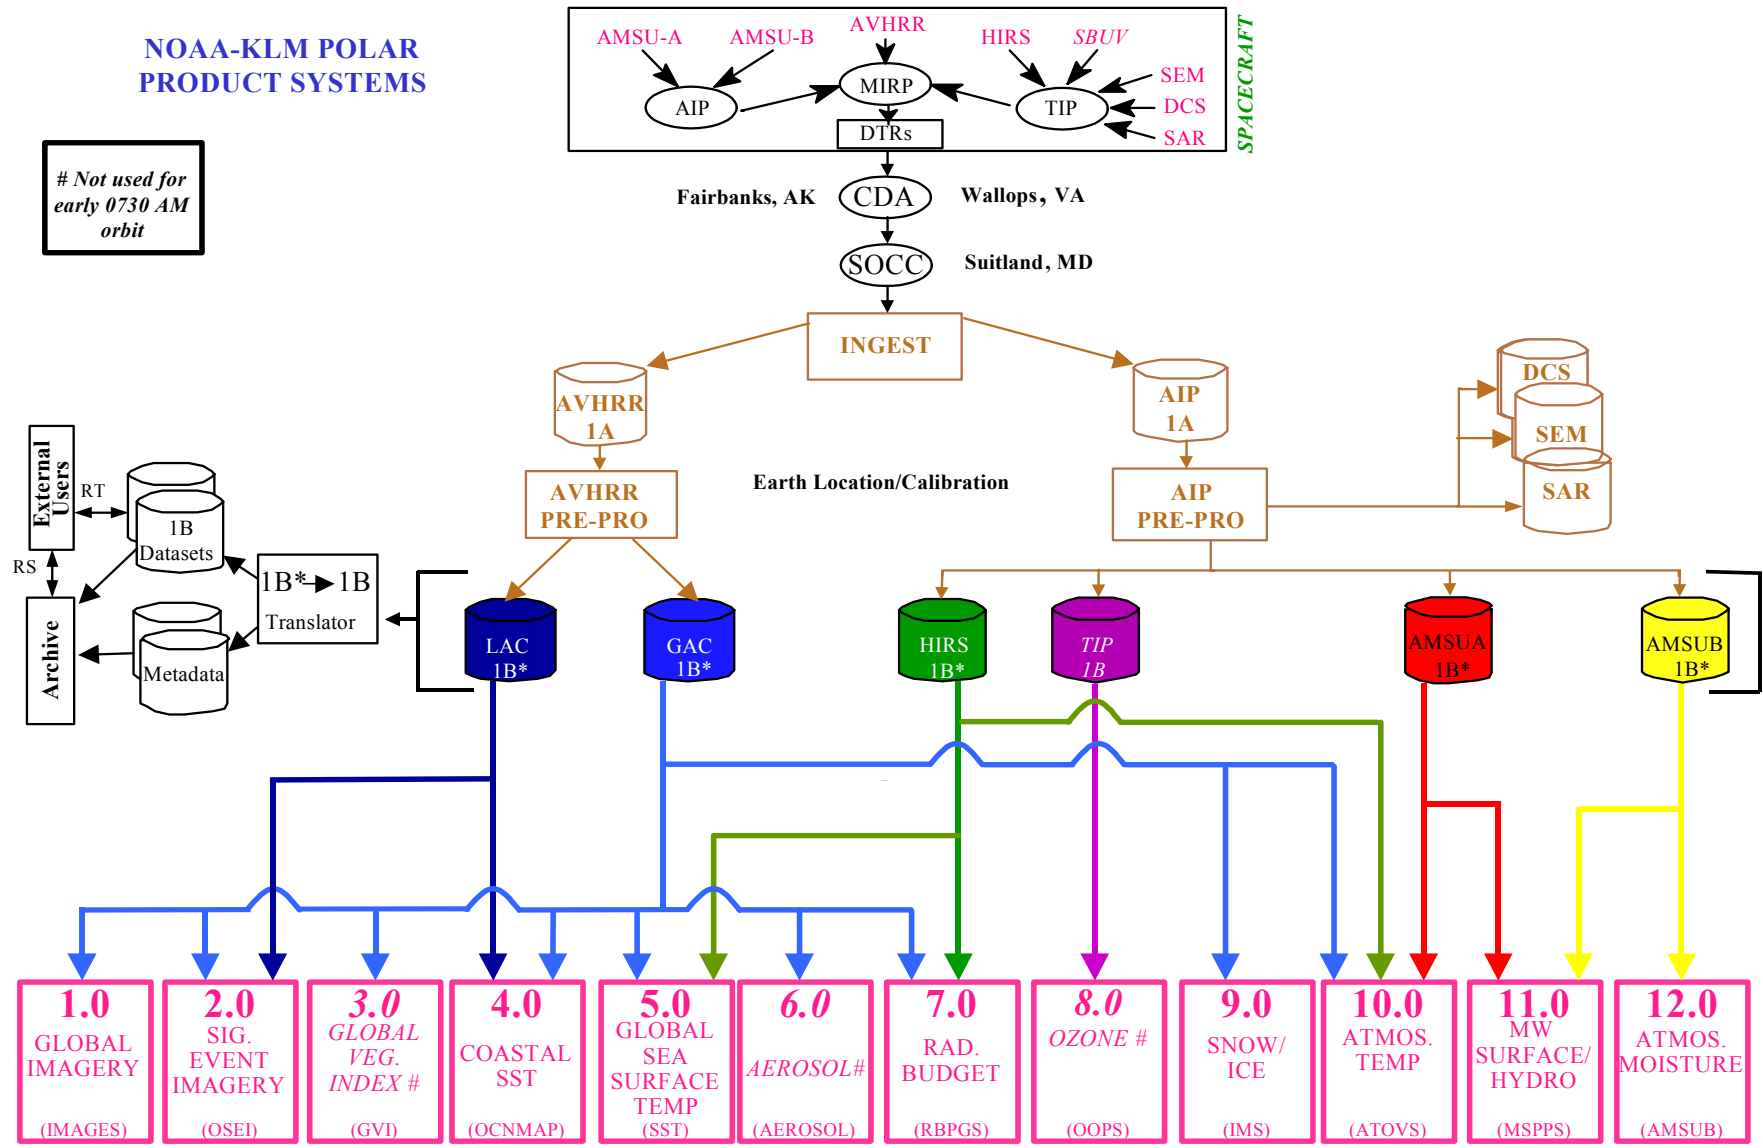 NOAA-KLM POLAR
PRODUCT SYSTEMS
# Not used for
early 0730 AM
orbit
AMSU-A
AMSU-B
AVHRR
HIRS
SBUV
SEM
DCS
SAR
AIP
MIRP
TIP
DTRs
SPACECRAFT
Fairbanks, AK
CDA
Wallops, VA
SOCC
Suitland, MD
INGEST
AVHRR
1A
AIP
1A
DCS
SEM
SAR
AVHRR
PRE-PRO
Earth Location/Calibration
AIP
PRE-PRO
External
Users
RT
1B
Datasets
RS
1B* 1B
Translator
Archive
Metadata
LAC
1B*
GAC
1B*
HIRS
1B*
TIP
1B
AMSUA
1B*
AMSUB
1B*
1.0
GLOBAL
IMAGERY
(IMAGES)
2.0
SIG.
EVENT
IMAGERY
(OSEI)
3.0
GLOBAL
VEG.
INDEX #
(GVI)
4.0
COASTAL
SST
(OCNMAP)
5.0
GLOBAL
SEA
SURFACE
TEMP
(SST)
6.0
AEROSOL#
(AEROSOL)
7.0
RAD.
BUDGET
(RBPGS)
8.0
OZONE #
(OOPS)
9.0
SNOW/
ICE
(IMS)
10.0
ATMOS.
TEMP
(ATOVS)
11.0
MW
SURFACE/
HYDRO
(MSPPS)
12.0
ATMOS.
MOISTURE
(AMSUB)